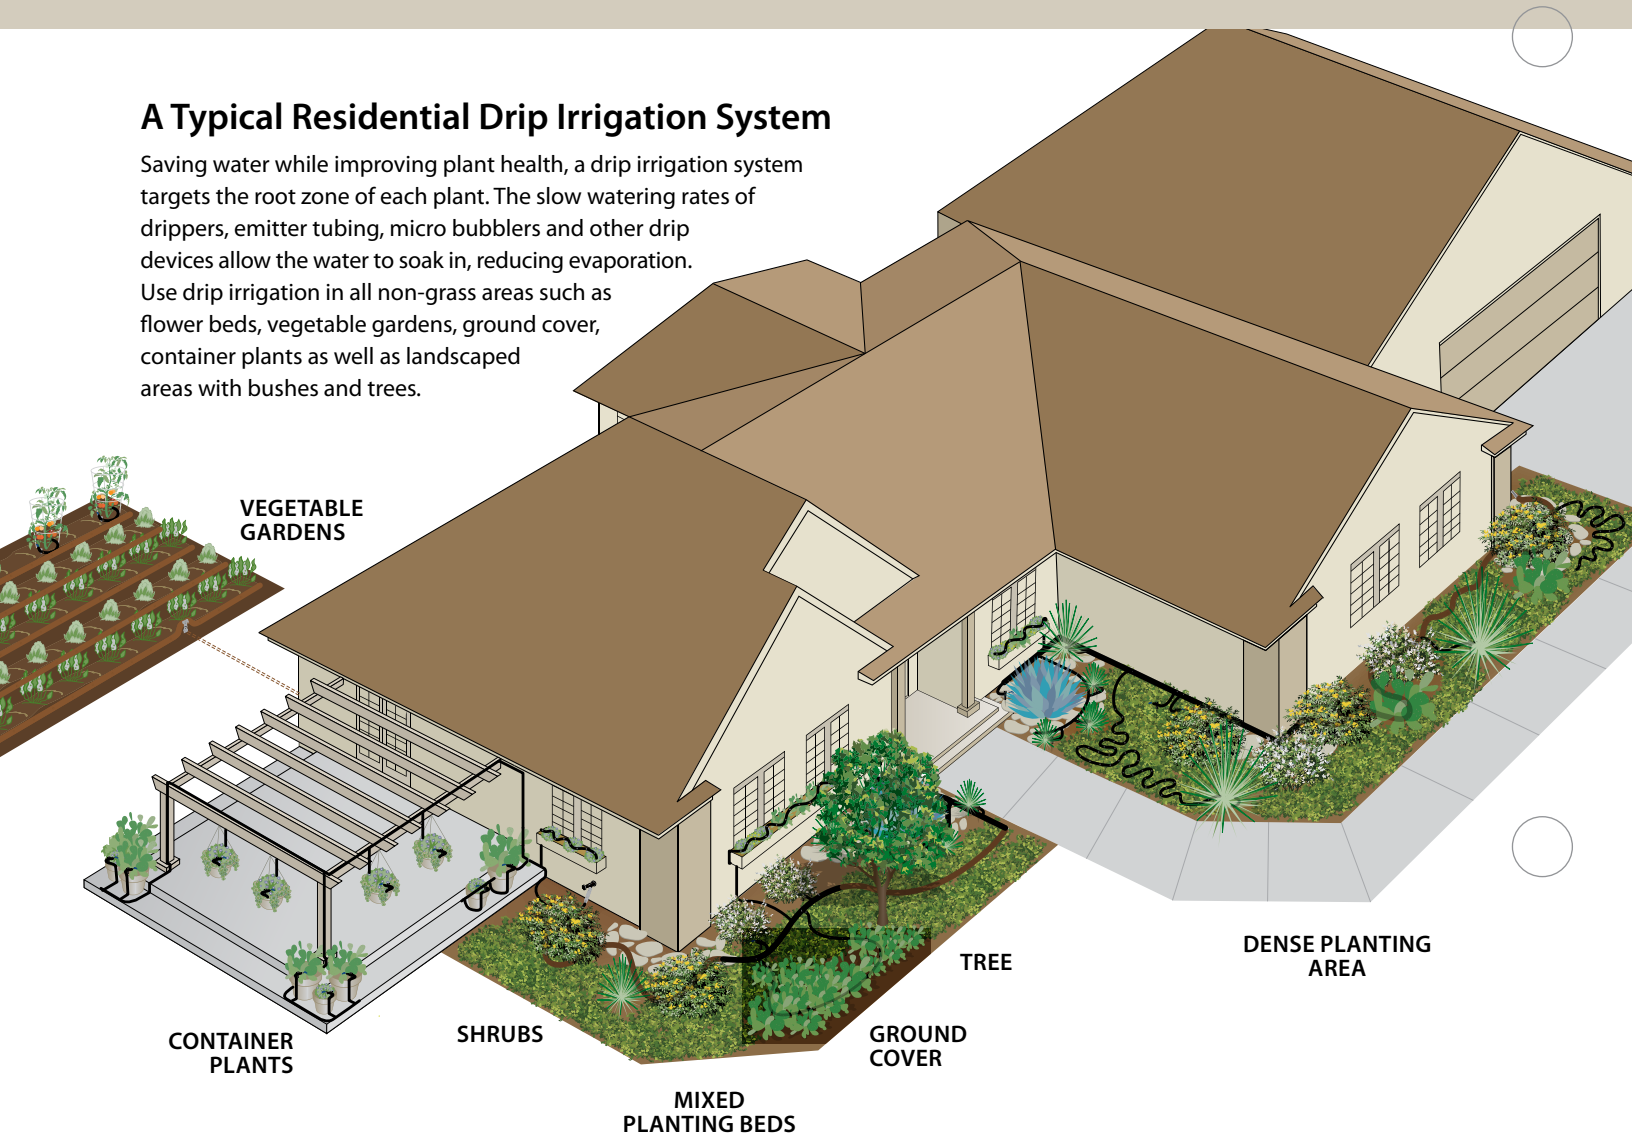 A Typical Residential Drip Irrigation System
Saving water while improving plant health, a drip irrigation system
targets the root zone of each plant. The slow watering rates of
drippers, emitter tubing, micro bubblers and other drip
devices allow the water to soak in, reducing evaporation.
Use drip irrigation in all non-grass areas such as
flower beds, vegetable gardens, ground cover,
container plants as well as landscaped
areas with bushes and trees.
VEGETABLE
GARDENS
CONTAINER
PLANTS
SHRUBS
MIXED
PLANTING BEDS
GROUND
COVER
TREE
DENSE PLANTING
AREA